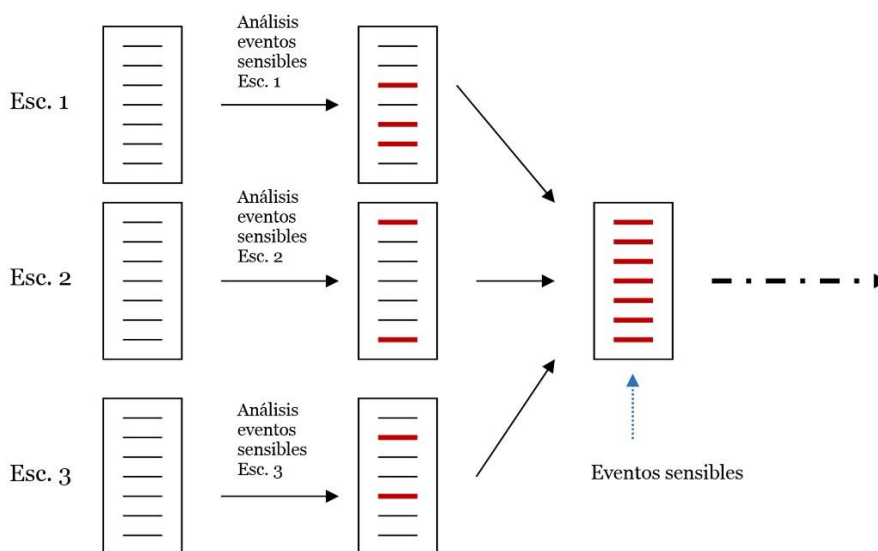 Análisis
eventos
sensibles
Esc. 1
Esc. 1
Análisis
eventos
sensibles
Esc. 2
Esc. 2
Análisis
eventos
sensibles
Esc. 3
Esc. 3
Eventos sensibles